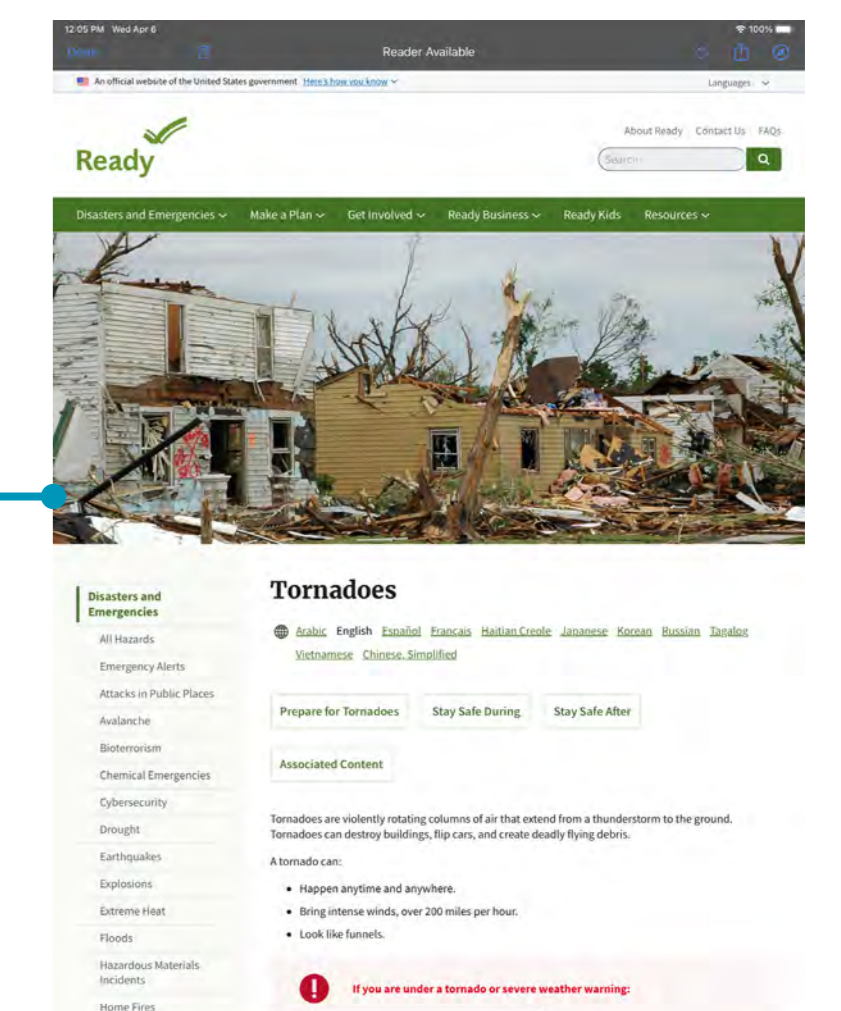 12:05 PM Wed Apr 6
100%
Done
Reader Available
An official website of the United States government Here's how you know
Languages
Ready
About Ready Contact Us FAQs
Search
Disasters and Emergencies Make a Plan Get Involved Ready Business Ready Kids Resources
Disasters and
Emergencies
All Hazards
Emergency Alerts
Attacks in Public Places
Avalanche
Bioterrorism
Chemical Emergencies
Cybersecurity
Drought
Earthquakes
Explosions
Extreme Heat
Floods
Hazardous Materials
Incidents
Home Fires
Tornadoes
Arabic English Español Francais Haitian Creole Japanese Korean Russian Tagalog
Vietnamese Chinese, Simplified
Prepare for Tornadoes Stay Safe During Stay Safe After
Associated Content
Tornadoes are violently rotating columns of air that extend from a thunderstorm to the ground.
Tornadoes can destroy buildings, flip cars, and create deadly flying debris.
A tornado can:
• Happen anytime and anywhere.
• Bring intense winds, over 200 miles per hour.
• Look like funnels.
If you are under a tornado or severe weather warning: